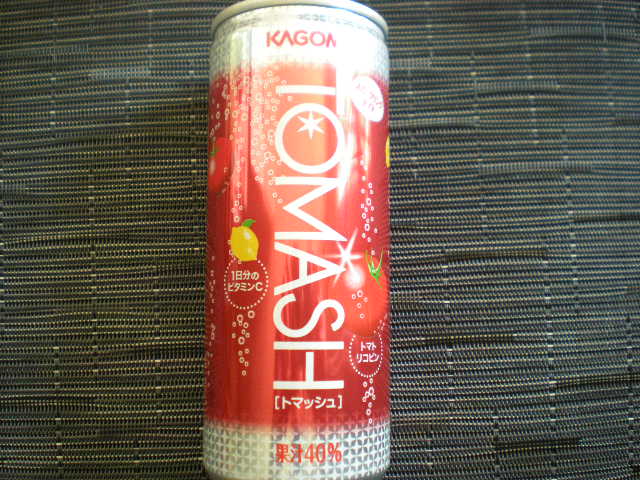 KAGOM
TOMASH
1日分の
ビタミンC
トマト
リコピン
[トマッシュ]
果汁40%